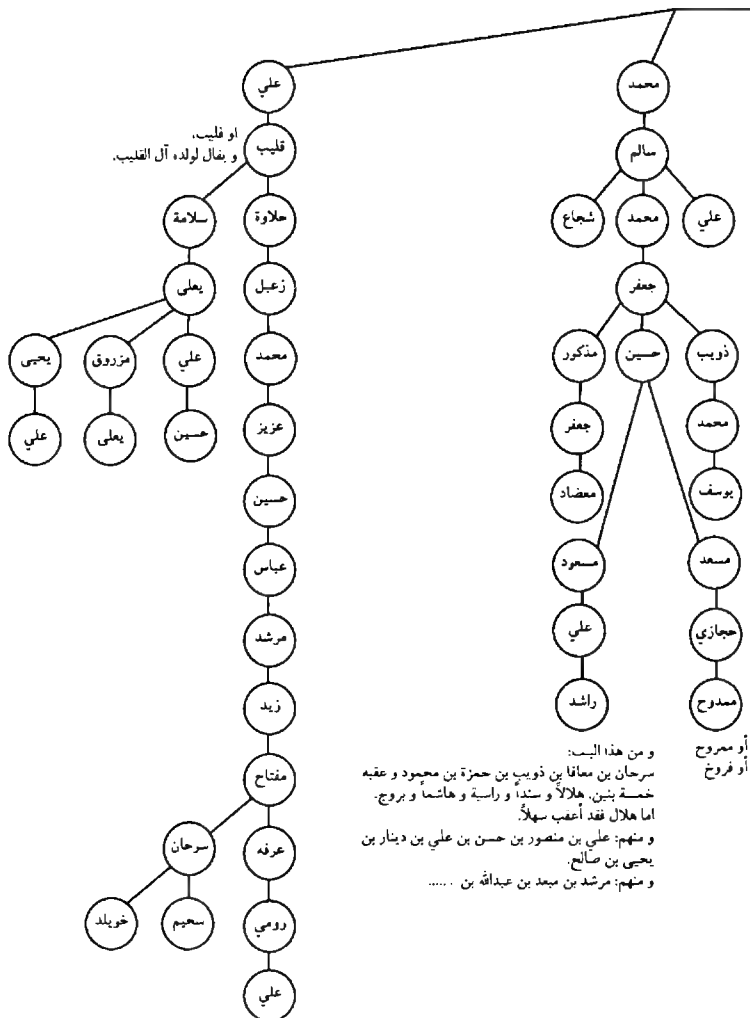 محمد
علي
سالم
قليب
او فليب،
و يقال لولده آل القليب.
علي
محمد
شجاع
حلاوة
سلامة
جعفر
زعبل
يعلى
ذويب
حسين
مذكور
محمد
علي
مزروق
يحيى
محمد
جعفر
عزيز
حسين
يعلى
علي
يوسف
معضاد
حسين
مسعد
مسعود
عباس
حجازي
علي
مرشد
ممدوح
راشد
زيد
أو ممروح
أو فروخ
و من هذا البيت:
سرحان بن معافا بن ذويب بن حمزة بن محمود و عقبه
خمسة بنين. هلالاً و سنداً و راسية و هاشماً و بروج.
اما هلال فقد أعقب سهلاً.
و منهم: علي بن منصور بن حسن بن علي بن دينار بن
يحيى بن صالح.
و منهم: مرشد بن مبعد بن عبدالله بن ......
مفتاح
عرفه
سرحان
رومي
سحيم
خويلد
علي